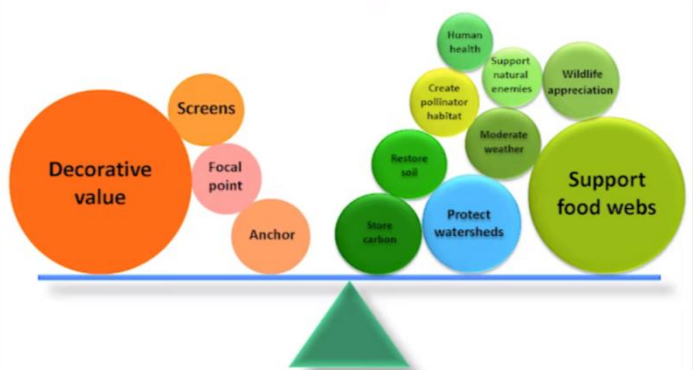 Decorative
value
Screens
Focal
point
Anchor
Human
health
Support
natural
enemies
Wildlife
appreciation
Create
pollinator
habitat
Moderate
weather
Restore
soil
Support
food webs
Store
carbon
Protect
watersheds